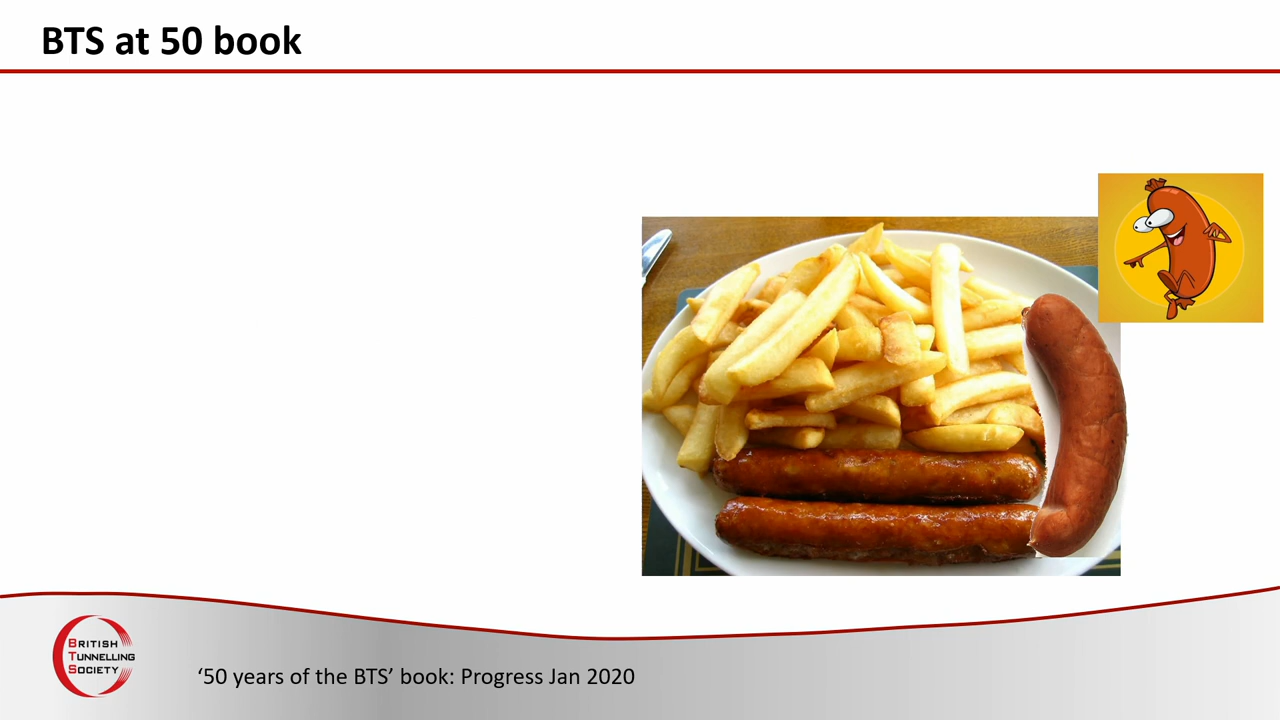 BTS at 50 book
BRITISH
TUNNELLING
SOCIETY
‘50 years of the BTS’ book: Progress Jan 2020